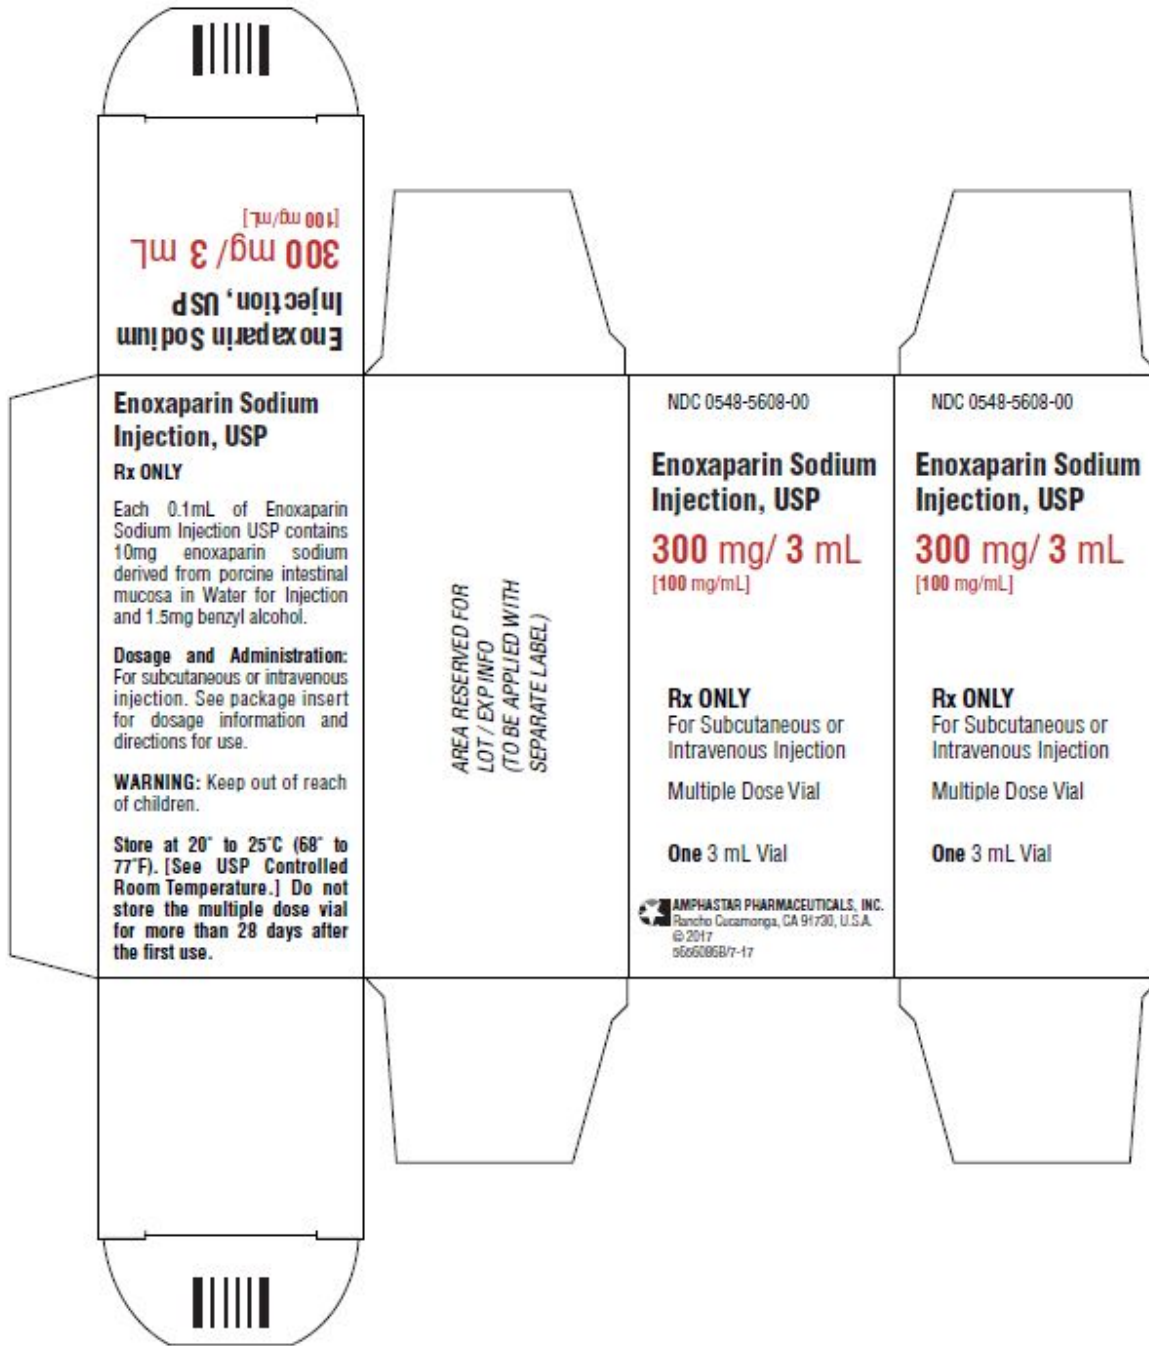 [100 mg/mL]
300 mg/ 3 mL
Enoxaparin Sodium
Injection, USP
Enoxaparin Sodium
Injection, USP
Rx ONLY
Each 0.1mL of Enoxaparin
Sodium Injection USP contains
10mg enoxaparin sodium
derived from porcine intestinal
mucosa in Water for Injection
and 1.5mg benzyl alcohol.
Dosage and Administration:
For subcutaneous or intravenous
injection. See package insert
for dosage information and
directions for use.
WARNING: Keep out of reach
of children.
Store at 20° to 25°C (68° to
77°F). [See USP Controlled
Room Temperature.] Do not
store the multiple dose vial
for more than 28 days after
the first use.
AREA RESERVED FOR
LOT / EXP INFO
(TO BE APPLIED WITH
SEPARATE LABEL)
NDC 0548-5608-00
Enoxaparin Sodium
Injection, USP
300 mg/ 3 mL
[100 mg/mL]
Rx ONLY
For Subcutaneous or
Intravenous Injection
Multiple Dose Vial
One 3 mL Vial
AMPHASTAR PHARMACEUTICALS, INC.
Rancho Cucamonga, CA 91730, U.S.A.
© 2017
NDC 0548-5608-00
Enoxaparin Sodium
Injection, USP
300 mg/ 3 mL
[100 mg/mL]
Rx ONLY
For Subcutaneous or
Intravenous Injection
Multiple Dose Vial
One 3 mL Vial